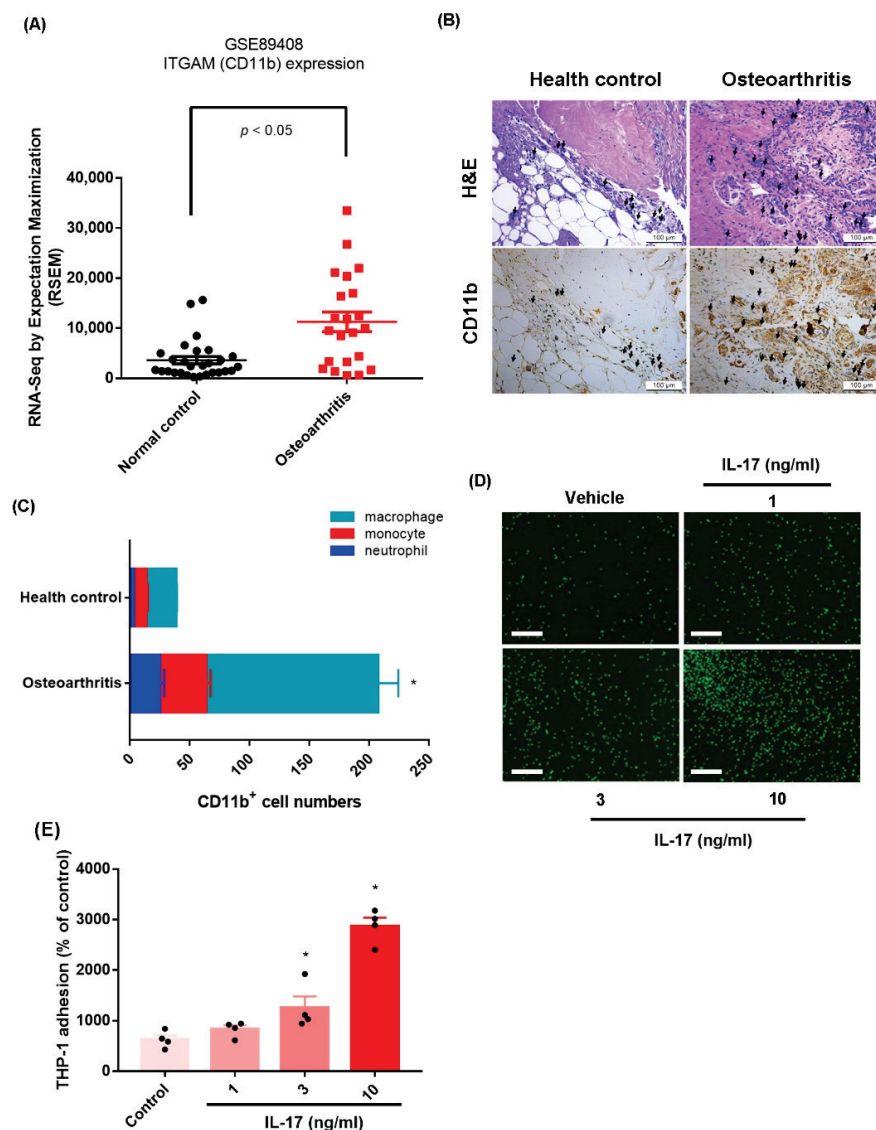 (A)
GSE89408
ITGAM (CD11b) expression
p < 0.05
RNA-Seq by Expectation Maximization
(RSEM)
40,000
30,000
20,000
10,000
0
Normal control
Osteoarthritis
(B)
Health control
Osteoarthritis
H&E
100 μm
100 μm
CD11b
100 μm
100 μm
(C)
macrophage
monocyte
neutrophil
Health control
Osteoarthritis
*
0
50
100
150
200
250
CD11b+ cell numbers
(D)
IL-17 (ng/ml)
Vehicle
1
3
10
IL-17 (ng/ml)
(E)
THP-1 adhesion (% of control)
4000
3000
2000
1000
0
*
*
Control
1
3
10
IL-17 (ng/ml)